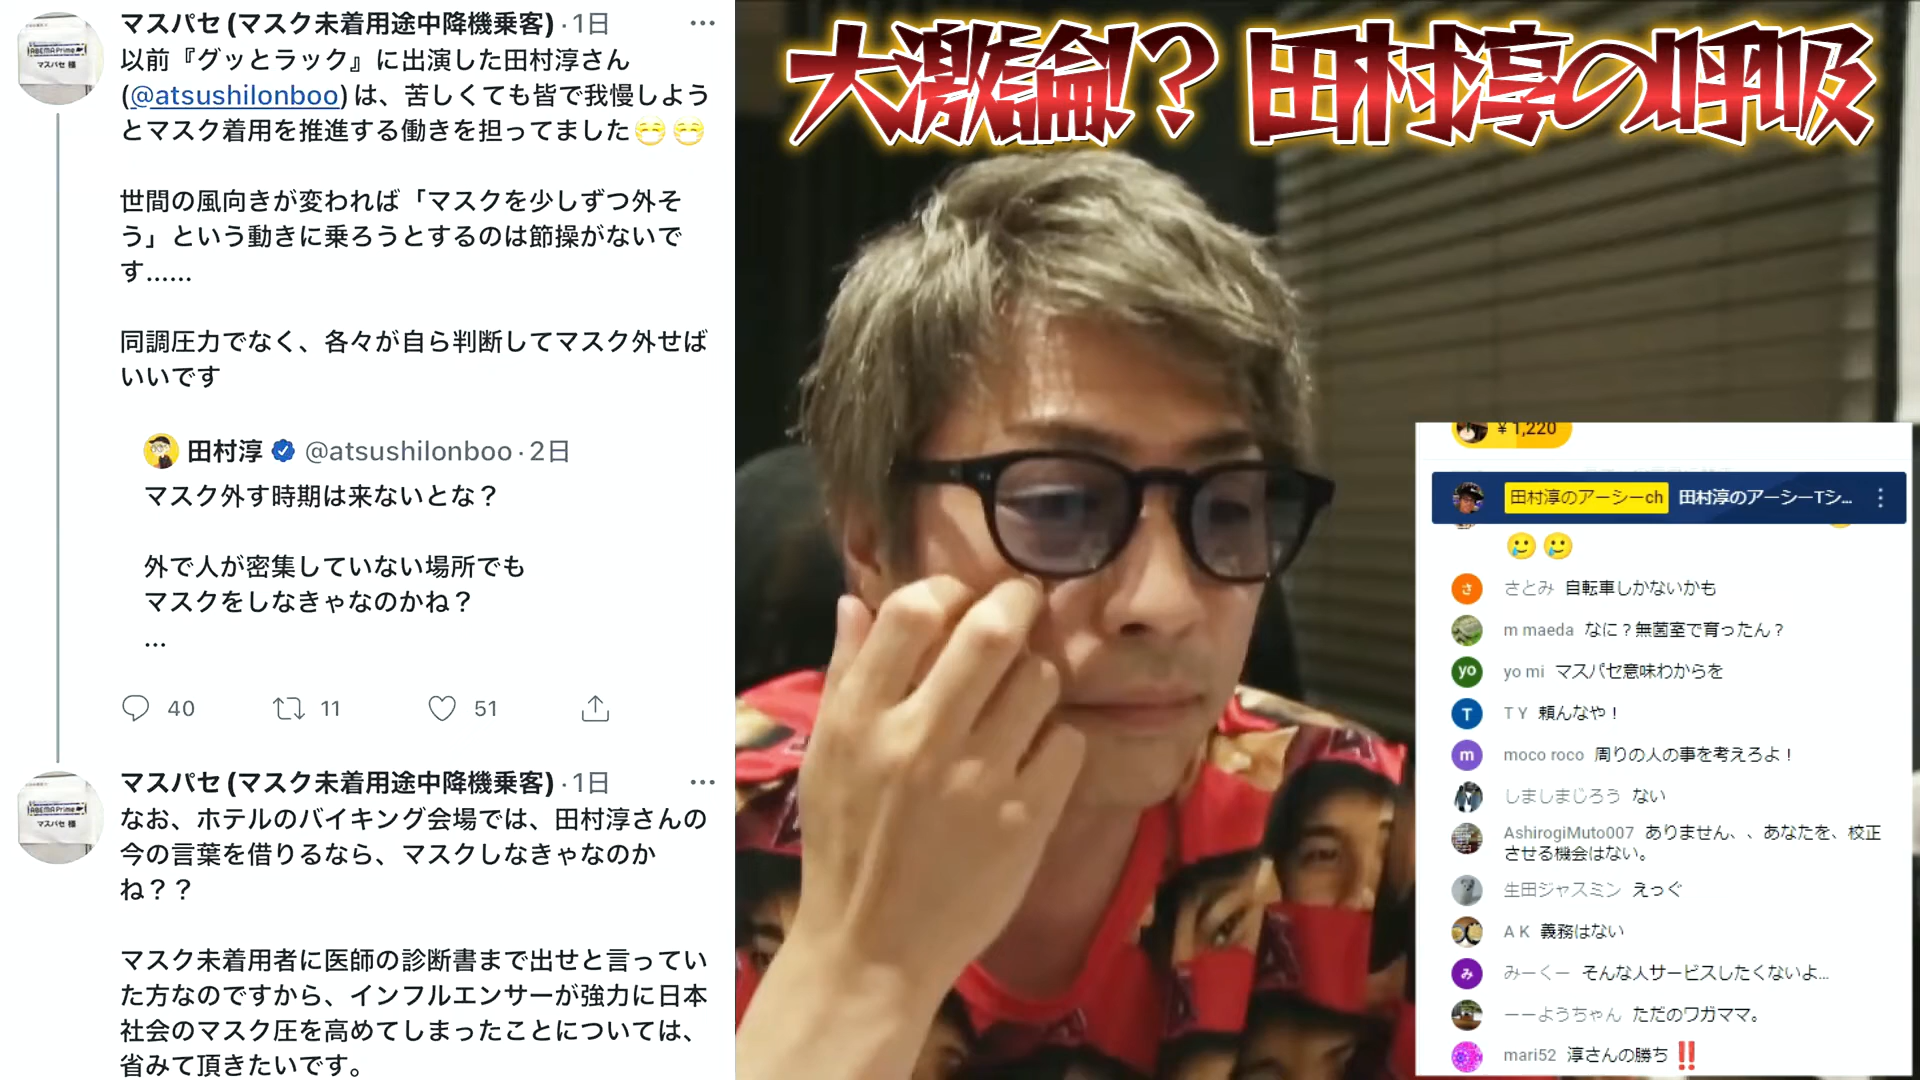 マスパセ (マスク未着用途中降機乗客) · 1日
以前『グッとラック』に出演した田村淳さん
(@atsushilonboo) は、苦しくても皆で我慢しよう
とマスク着用を推進する働きを担ってました😷😷
世間の風向きが変われば「マスクを少しずつ外そ
う」という動きに乗ろうとするのは節操がないで
す……
同調圧力でなく、各々が自ら判断してマスク外せば
いいです
田村淳 @atsushilonboo · 2日
マスク外す時期は来ないとな？
外で人が密集していない場所でも
マスクをしなきゃなのかね？
…
40 11 51
マスパセ (マスク未着用途中降機乗客) · 1日
なお、ホテルのバイキング会場では、田村淳さんの
今の言葉を借りるなら、マスクしなきゃなのか
ね？？
マスク未着用者に医師の診断書まで出せと言ってい
た方なのですから、インフルエンサーが強力に日本
社会のマスク圧を高めてしまったことについては、
省みて頂きたいです。
ABEMA Prime
マスパセ 様
ABEMA Prime
マスパセ 様
大激論!? 田村淳の呼吸
￥1,220
田村淳のアーシーch 田村淳のアーシーTシ...
🥲🥲
さ さとみ 自転車しかないかも
m maeda なに？無菌室で育ったん？
yo yo mi マスパセ意味わからを
T T Y 頼んなや！
m moco roco 周りの人の事を考えろよ！
しましまじろう ない
AshirogiMuto007 ありません、、あなたを、校正
させる機会はない。
生田ジャスミン えっぐ
A K 義務はない
み みーくー そんな人サービスしたくないよ...
ーーようちゃん ただのワガママ。
mari52 淳さんの勝ち‼️